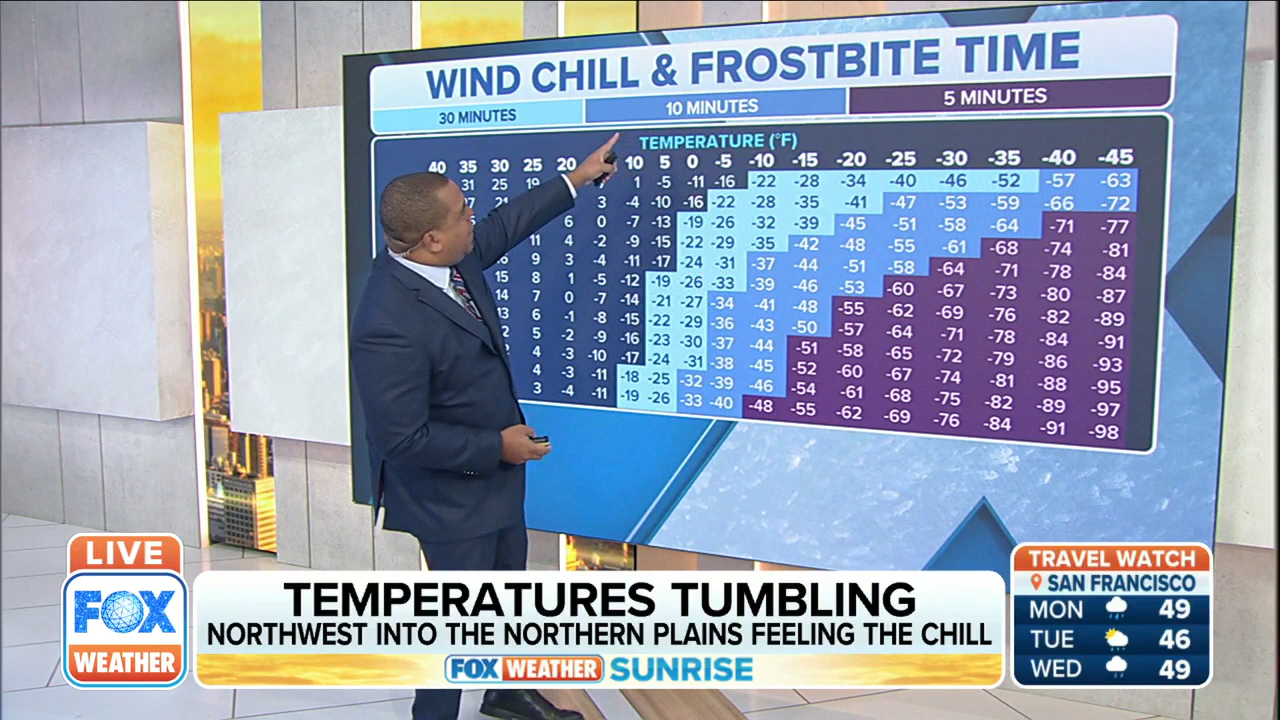 WIND CHILL & FROSTBITE TIME
30 MINUTES 10 MINUTES 5 MINUTES
TEMPERATURE (°F)
40 35 30 25 20 10 5 0 -5 -10 -15 -20 -25 -30 -35 -40 -45
31 25 19 1 -5 -11 -16 -22 -28 -34 -40 -46 -52 -57 -63
3 -4 -10 -16 -22 -28 -35 -41 -47 -53 -59 -66 -72
6 0 -7 -13 -19 -26 -32 -39 -45 -51 -58 -64 -71 -77
11 4 -2 -9 -15 -22 -29 -35 -42 -48 -55 -61 -68 -74 -81
9 3 -4 -11 -17 -24 -31 -37 -44 -51 -58 -64 -71 -78 -84
15 8 1 -5 -12 -19 -26 -33 -39 -46 -53 -60 -67 -73 -80 -87
14 7 0 -7 -14 -21 -27 -34 -41 -48 -55 -62 -69 -76 -82 -89
6 -1 -8 -15 -22 -29 -36 -43 -50 -57 -64 -71 -78 -84 -91
5 -2 -9 -16 -23 -30 -37 -44 -51 -58 -65 -72 -79 -86 -93
4 -3 -10 -17 -24 -31 -38 -45 -52 -60 -67 -74 -81 -88 -95
4 -3 -11 -18 -25 -32 -39 -46 -54 -61 -68 -75 -82 -89 -97
3 -4 -11 -19 -26 -33 -40 -48 -55 -62 -69 -76 -84 -91 -98
LIVE
FOX
WEATHER
TEMPERATURES TUMBLING
NORTHWEST INTO THE NORTHERN PLAINS FEELING THE CHILL
FOX WEATHER SUNRISE
TRAVEL WATCH
SAN FRANCISCO
MON 49
TUE 46
WED 49